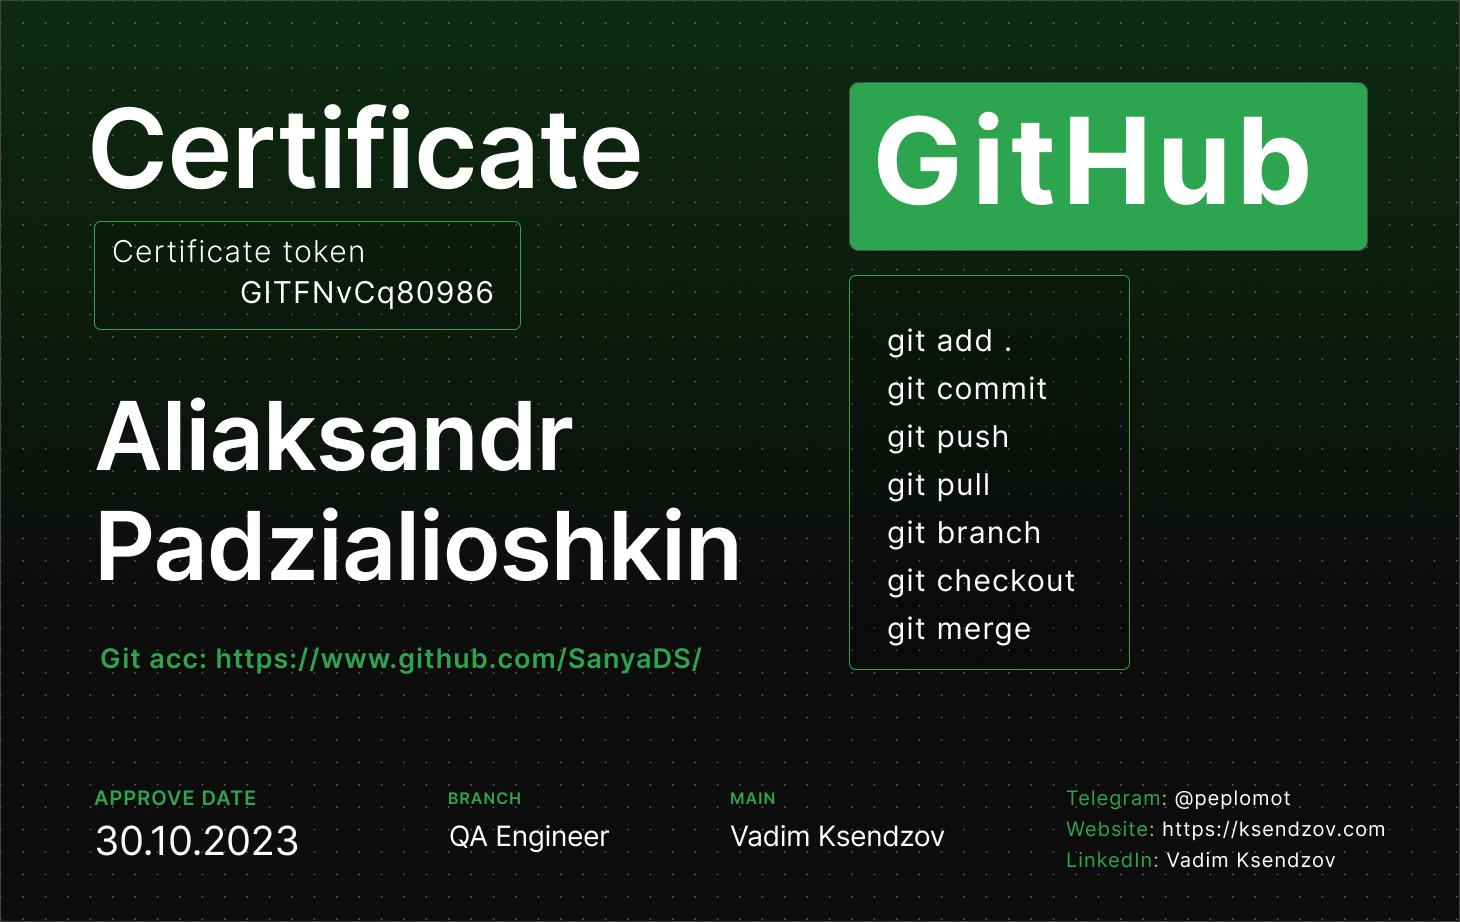 Certificate
GitHub
Certificate token
GITFNvCq80986
git add .
git commit
git push
git pull
git branch
git checkout
git merge
Aliaksandr
Padzialioshkin
Git acc: https://www.github.com/SanyaDS/
APPROVE DATE
30.10.2023
BRANCH
QA Engineer
MAIN
Vadim Ksendzov
Telegram: @peplomot
Website: https://ksendzov.com
LinkedIn: Vadim Ksendzov